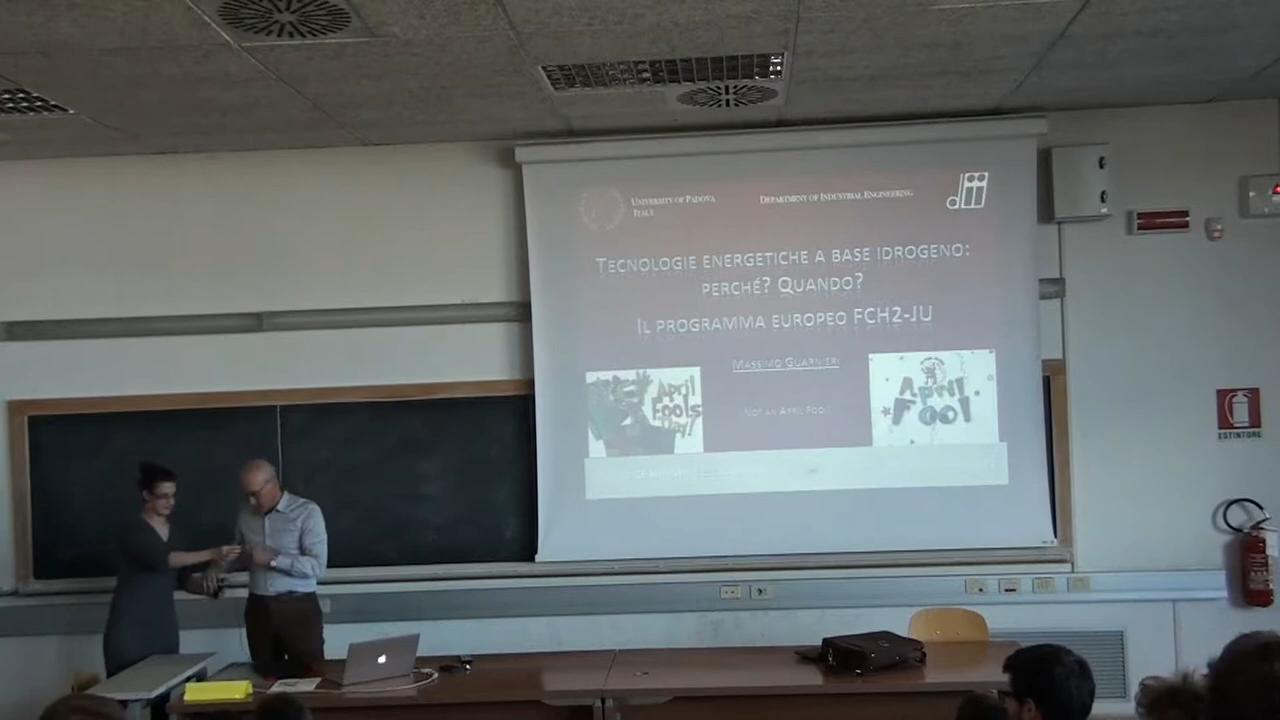 University of Padova
Italy
Department of Industrial Engineering
dii
Tecnologie energetiche a base idrogeno:
perché? Quando?
Il programma europeo FCH2-JU
Massimo Guarnieri
April
Fools
Day!
Not an April Fool
April
Fool
ESTINTORE